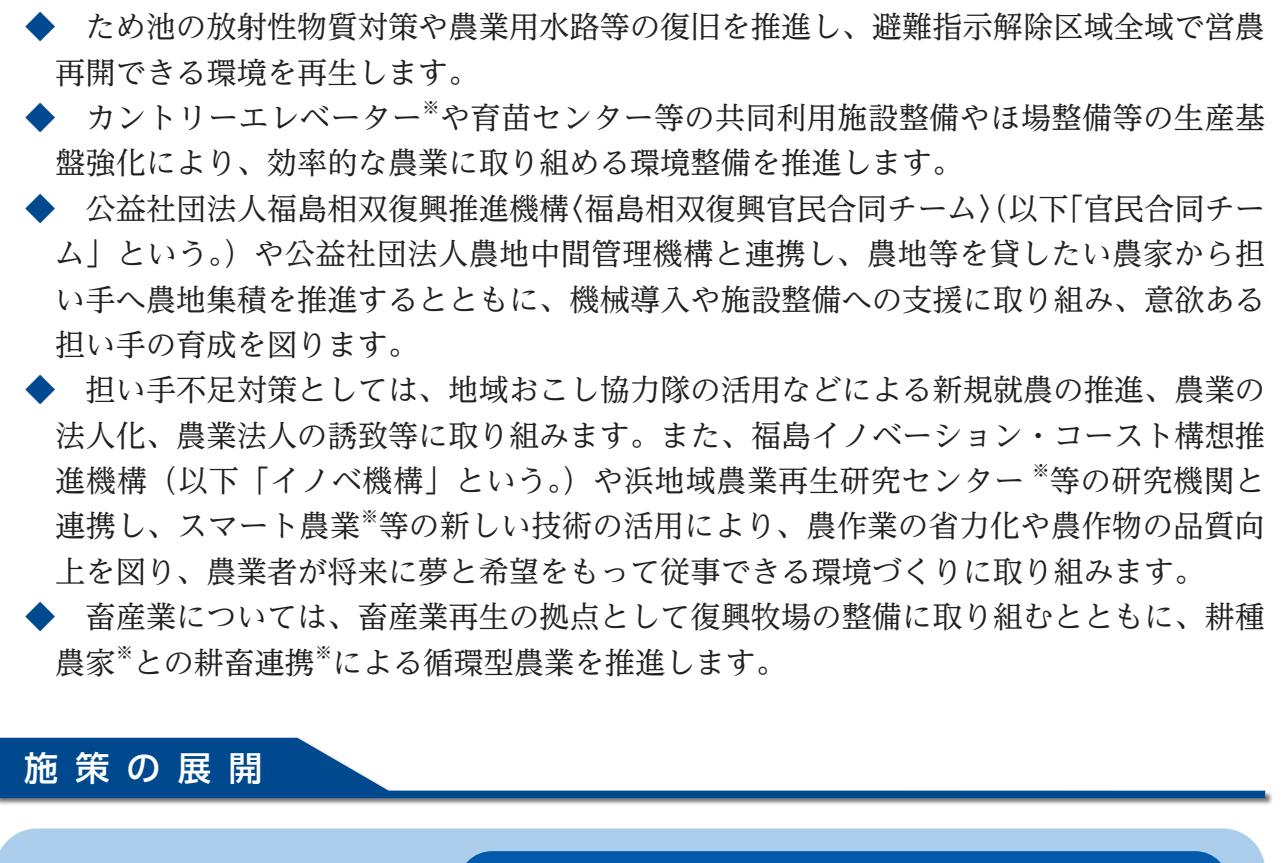 ◆　ため池の放射性物質対策や農業用水路等の復旧を推進し、避難指示解除区域全域で営農
再開できる環境を再生します。
◆　カントリーエレベーター※や育苗センター等の共同利用施設整備やほ場整備等の生産基
盤強化により、効率的な農業に取り組める環境整備を推進します。
◆　公益社団法人福島相双復興推進機構〈福島相双復興官民合同チーム〉（以下「官民合同チー
ム」という。）や公益社団法人農地中間管理機構と連携し、農地等を貸したい農家から担
い手へ農地集積を推進するとともに、機械導入や施設整備への支援に取り組み、意欲ある
担い手の育成を図ります。
◆　担い手不足対策としては、地域おこし協力隊の活用などによる新規就農の推進、農業の
法人化、農業法人の誘致等に取り組みます。また、福島イノベーション・コースト構想推
進機構（以下「イノベ機構」という。）や浜地域農業再生研究センター ※等の研究機関と
連携し、スマート農業※等の新しい技術の活用により、農作業の省力化や農作物の品質向
上を図り、農業者が将来に夢と希望をもって従事できる環境づくりに取り組みます。
◆　畜産業については、畜産業再生の拠点として復興牧場の整備に取り組むとともに、耕種
農家※との耕畜連携※による循環型農業を推進します。
施策の展開